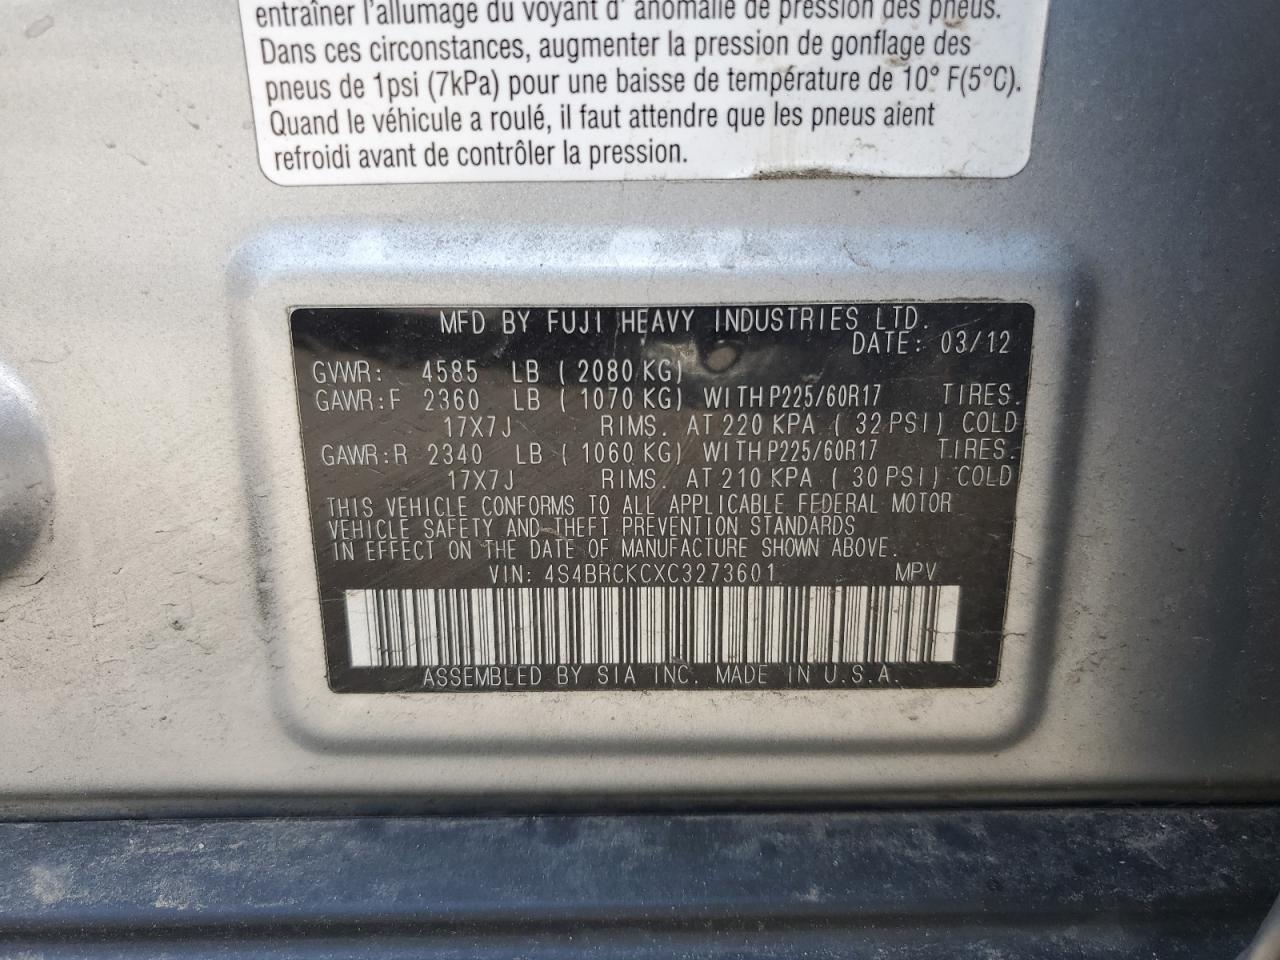 entraîner l'allumage du voyant d' anomalie de pression des pneus.
Dans ces circonstances, augmenter la pression de gonflage des
pneus de 1psi (7kPa) pour une baisse de température de 10° F(5°C).
Quand le véhicule a roulé, il faut attendre que les pneus aient
refroidi avant de contrôler la pression.
MFD BY FUJI HEAVY INDUSTRIES LTD.
DATE: 03/12
GVWR: 4585 LB ( 2080 KG)
GAWR:F 2360 LB ( 1070 KG) WITH P225/60R17 TIRES.
17X7J RIMS. AT 220 KPA ( 32 PSI) COLD
GAWR:R 2340 LB ( 1060 KG) WITH P225/60R17 TIRES.
17X7J RIMS. AT 210 KPA ( 30 PSI) COLD
THIS VEHICLE CONFORMS TO ALL APPLICABLE FEDERAL MOTOR
VEHICLE SAFETY AND THEFT PREVENTION STANDARDS
IN EFFECT ON THE DATE OF MANUFACTURE SHOWN ABOVE.
VIN: 4S4BRCKCXC3273601 MPV
ASSEMBLED BY SIA INC. MADE IN U.S.A.